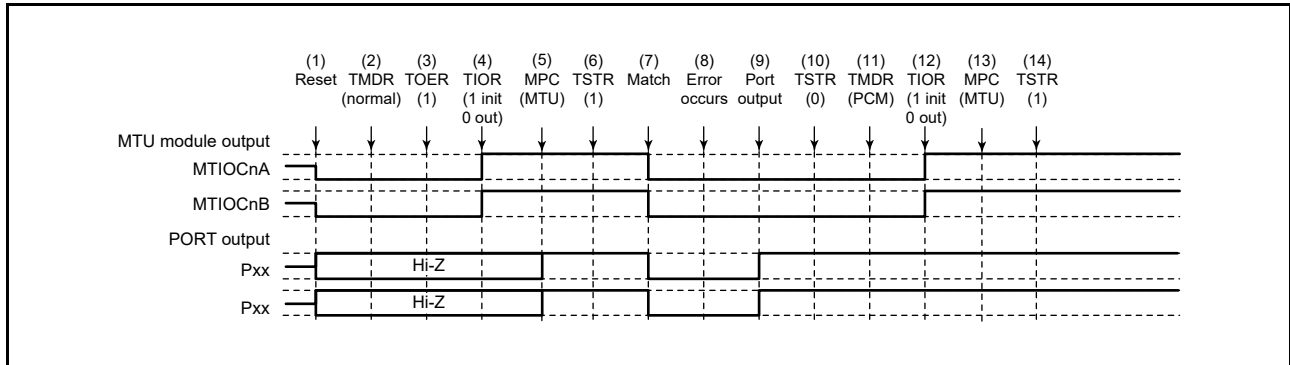 (1) (2) (3) (4) (5) (6) (7) (8) (9) (10) (11) (12) (13) (14)
Reset TMDR TOER TIOR MPC TSTR Match Error Port TSTR TMDR TIOR MPC TSTR
(normal) (1) (1 init (MTU) (1) occurs output (0) (PCM) (1 init (MTU) (1)
0 out) 0 out)
MTU module output
MTIOCnA
MTIOCnB
PORT output
Pxx Hi-Z
Pxx Hi-Z